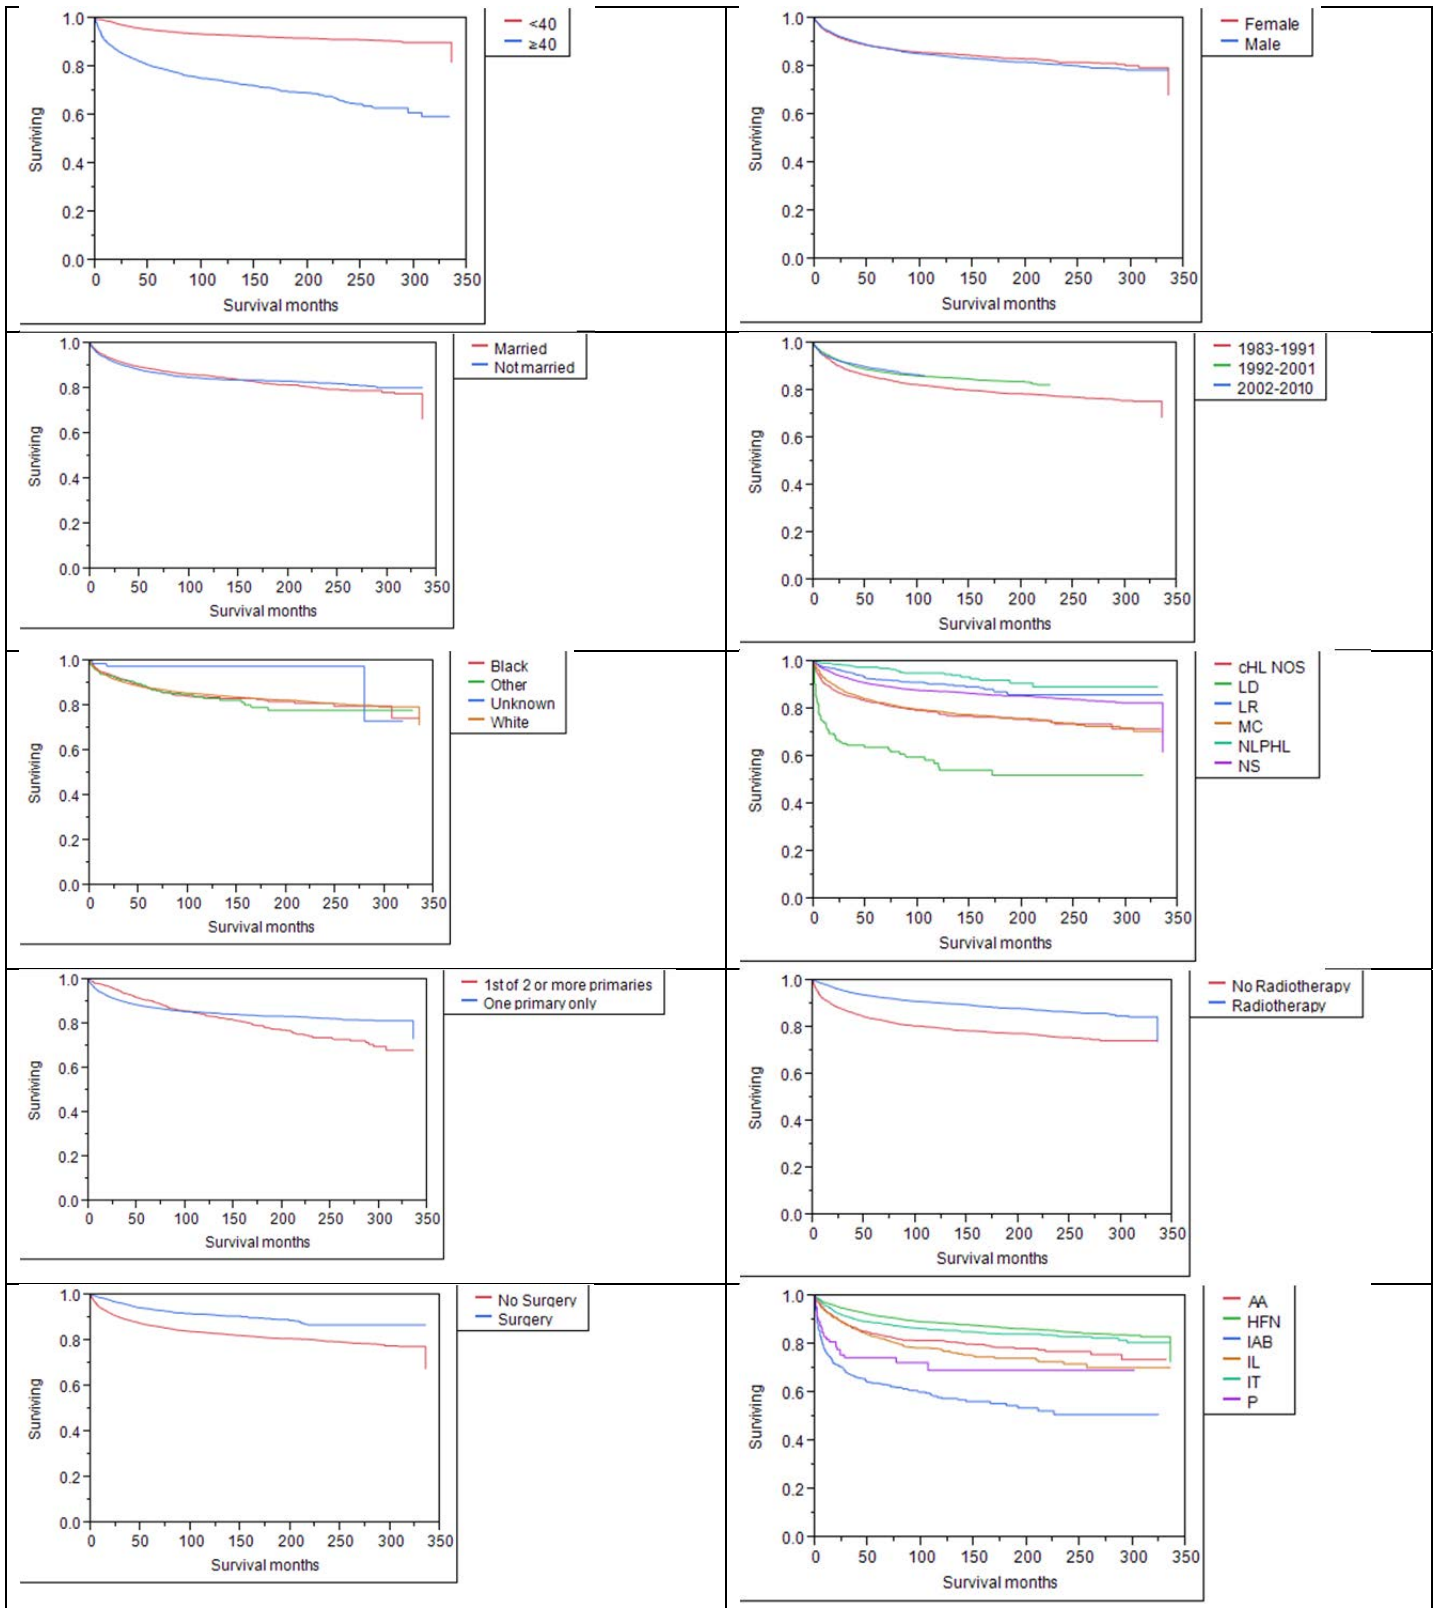 1.0
0.8
0.6
0.4
0.2
0.0
Surviving
0 50 100 150 200 250 300 350
Survival months
<40
≥40
1.0
0.8
0.6
0.4
0.2
0.0
Surviving
0 50 100 150 200 250 300 350
Survival months
Female
Male
1.0
0.8
0.6
0.4
0.2
0.0
Surviving
0 50 100 150 200 250 300 350
Survival months
Married
Not married
1.0
0.8
0.6
0.4
0.2
0.0
Surviving
0 50 100 150 200 250 300 350
Survival months
1983-1991
1992-2001
2002-2010
1.0
0.8
0.6
0.4
0.2
0.0
Surviving
0 50 100 150 200 250 300 350
Survival months
Black
Other
Unknown
White
1.0
0.8
0.6
0.4
0.2
0.0
Surviving
0 50 100 150 200 250 300 350
Survival months
cHL NOS
LD
LR
MC
NLPHL
NS
1.0
0.8
0.6
0.4
0.2
0.0
Surviving
0 50 100 150 200 250 300 350
Survival months
1st of 2 or more primaries
One primary only
1.0
0.8
0.6
0.4
0.2
0.0
Surviving
0 50 100 150 200 250 300 350
Survival months
No Radiotherapy
Radiotherapy
1.0
0.8
0.6
0.4
0.2
0.0
Surviving
0 50 100 150 200 250 300 350
Survival months
No Surgery
Surgery
1.0
0.8
0.6
0.4
0.2
0.0
Surviving
0 50 100 150 200 250 300 350
Survival months
AA
HFN
IAB
IL
IT
P